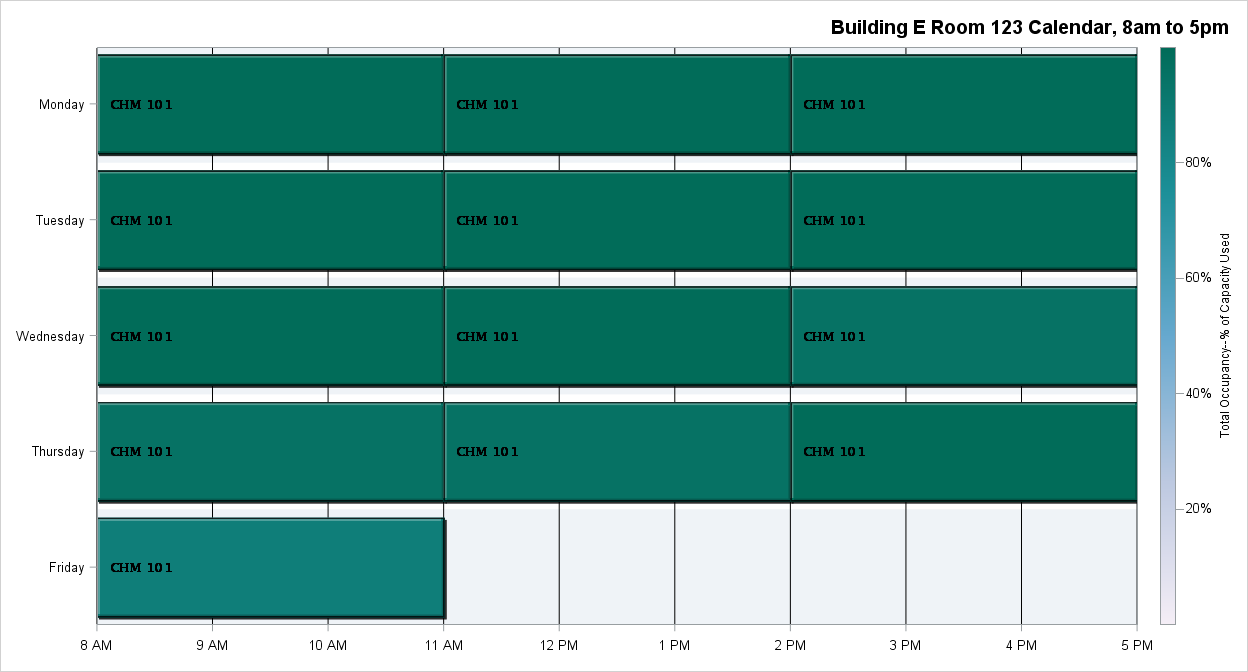 Building E Room 123 Calendar, 8am to 5pm
Monday
CHM 101
CHM 101
CHM 101
80%
Tuesday
CHM 101
CHM 101
CHM 101
60%
Total Occupancy--% of Capacity Used
Wednesday
CHM 101
CHM 101
CHM 101
40%
Thursday
CHM 101
CHM 101
CHM 101
20%
Friday
CHM 101
8 AM
9 AM
10 AM
11 AM
12 PM
1 PM
2 PM
3 PM
4 PM
5 PM